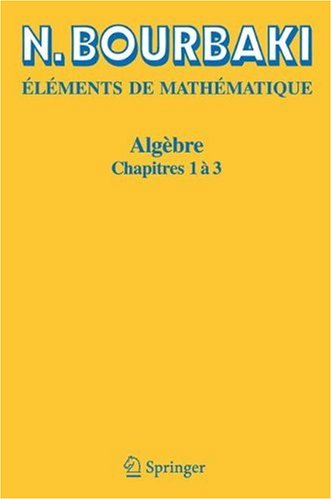 N. BOURBAKI
ÉLÉMENTS DE MATHÉMATIQUE
Algèbre
Chapitres 1 à 3
Springer